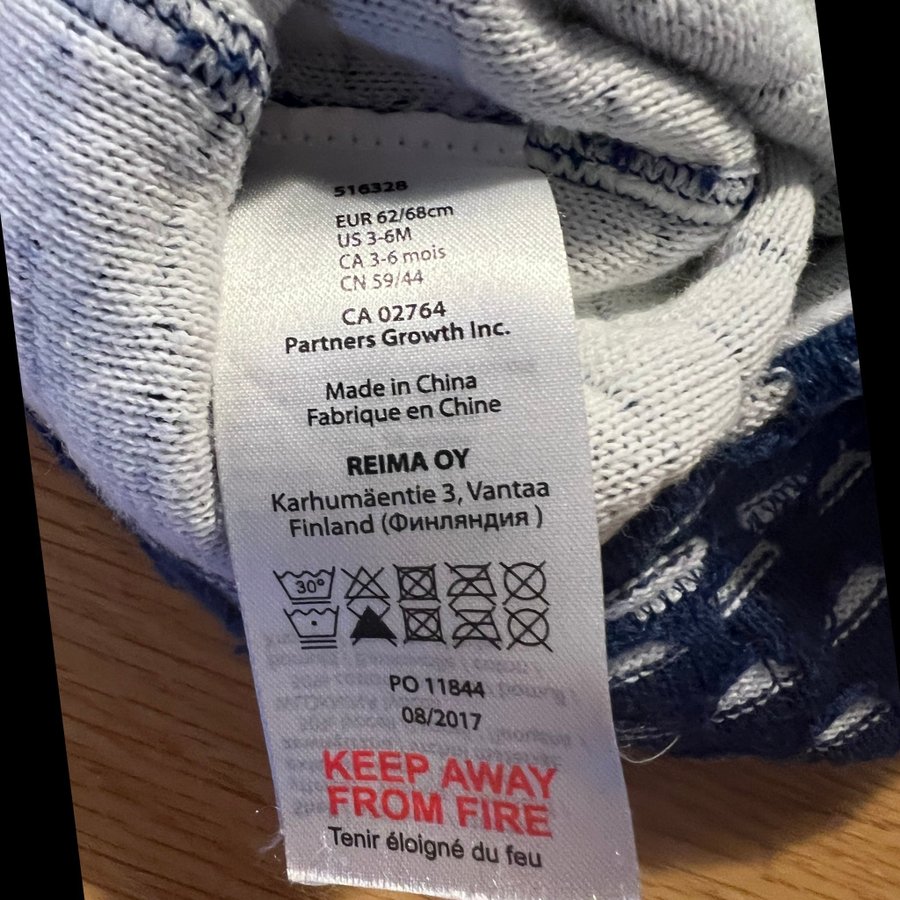 516328
EUR 62/68cm
US 3-6M
CA 3-6 mois
CN 59/44
CA 02764
Partners Growth Inc.
Made in China
Fabrique en Chine
REIMA OY
Karhumäentie 3, Vantaa
Finland (Финляндия )
30°
PO 11844
08/2017
KEEP AWAY
FROM FIRE
Tenir éloigné du feu